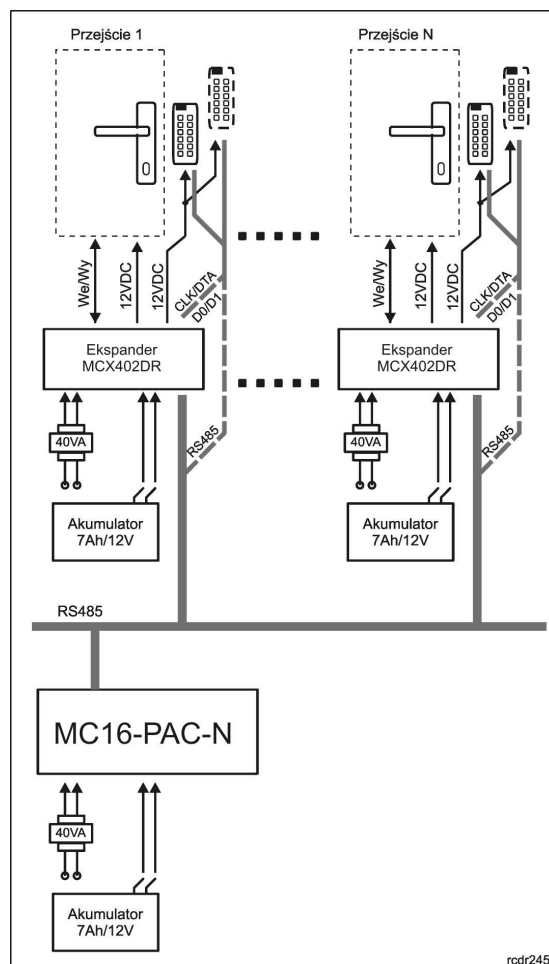 Przejście 1
Przejście N
We/Wy
12VDC
12VDC
CLK/DTA
D0/D1
We/Wy
12VDC
12VDC
CLK/DTA
D0/D1
Ekspander
MCX402DR
Ekspander
MCX402DR
40VA
RS485
40VA
RS485
Akumulator
7Ah/12V
Akumulator
7Ah/12V
RS485
MC16-PAC-N
40VA
Akumulator
7Ah/12V
rcdr245